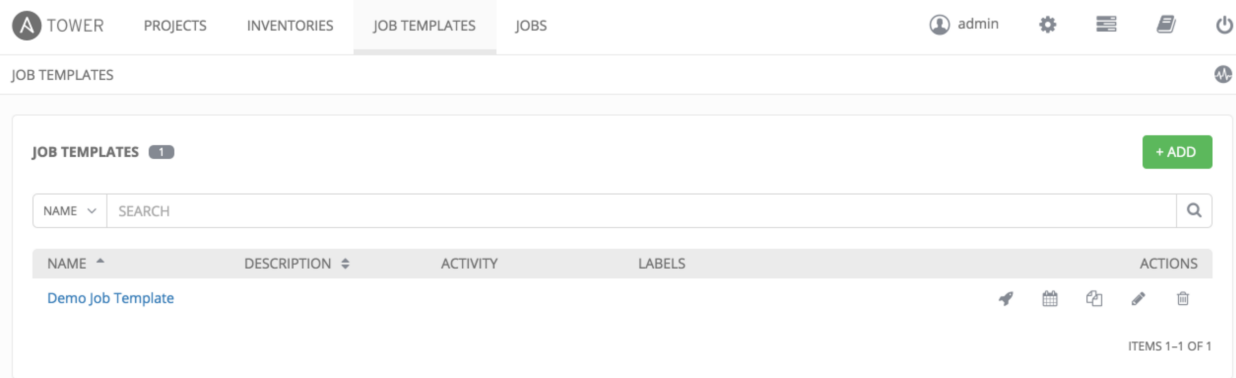 A TOWER PROJECTS INVENTORIES JOB TEMPLATES JOBS admin
JOB TEMPLATES
JOB TEMPLATES 1 + ADD
NAME SEARCH
NAME DESCRIPTION ACTIVITY LABELS ACTIONS
Demo Job Template
ITEMS 1–1 OF 1